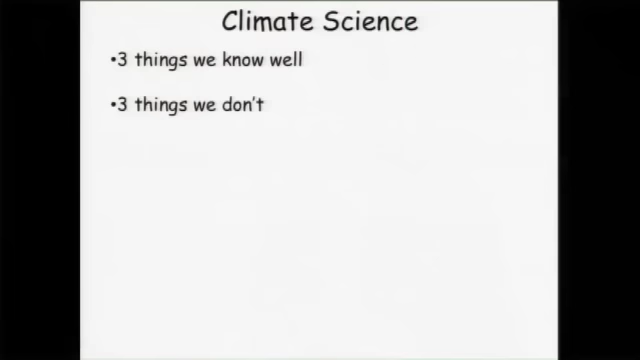 Climate Science
•3 things we know well
•3 things we don't